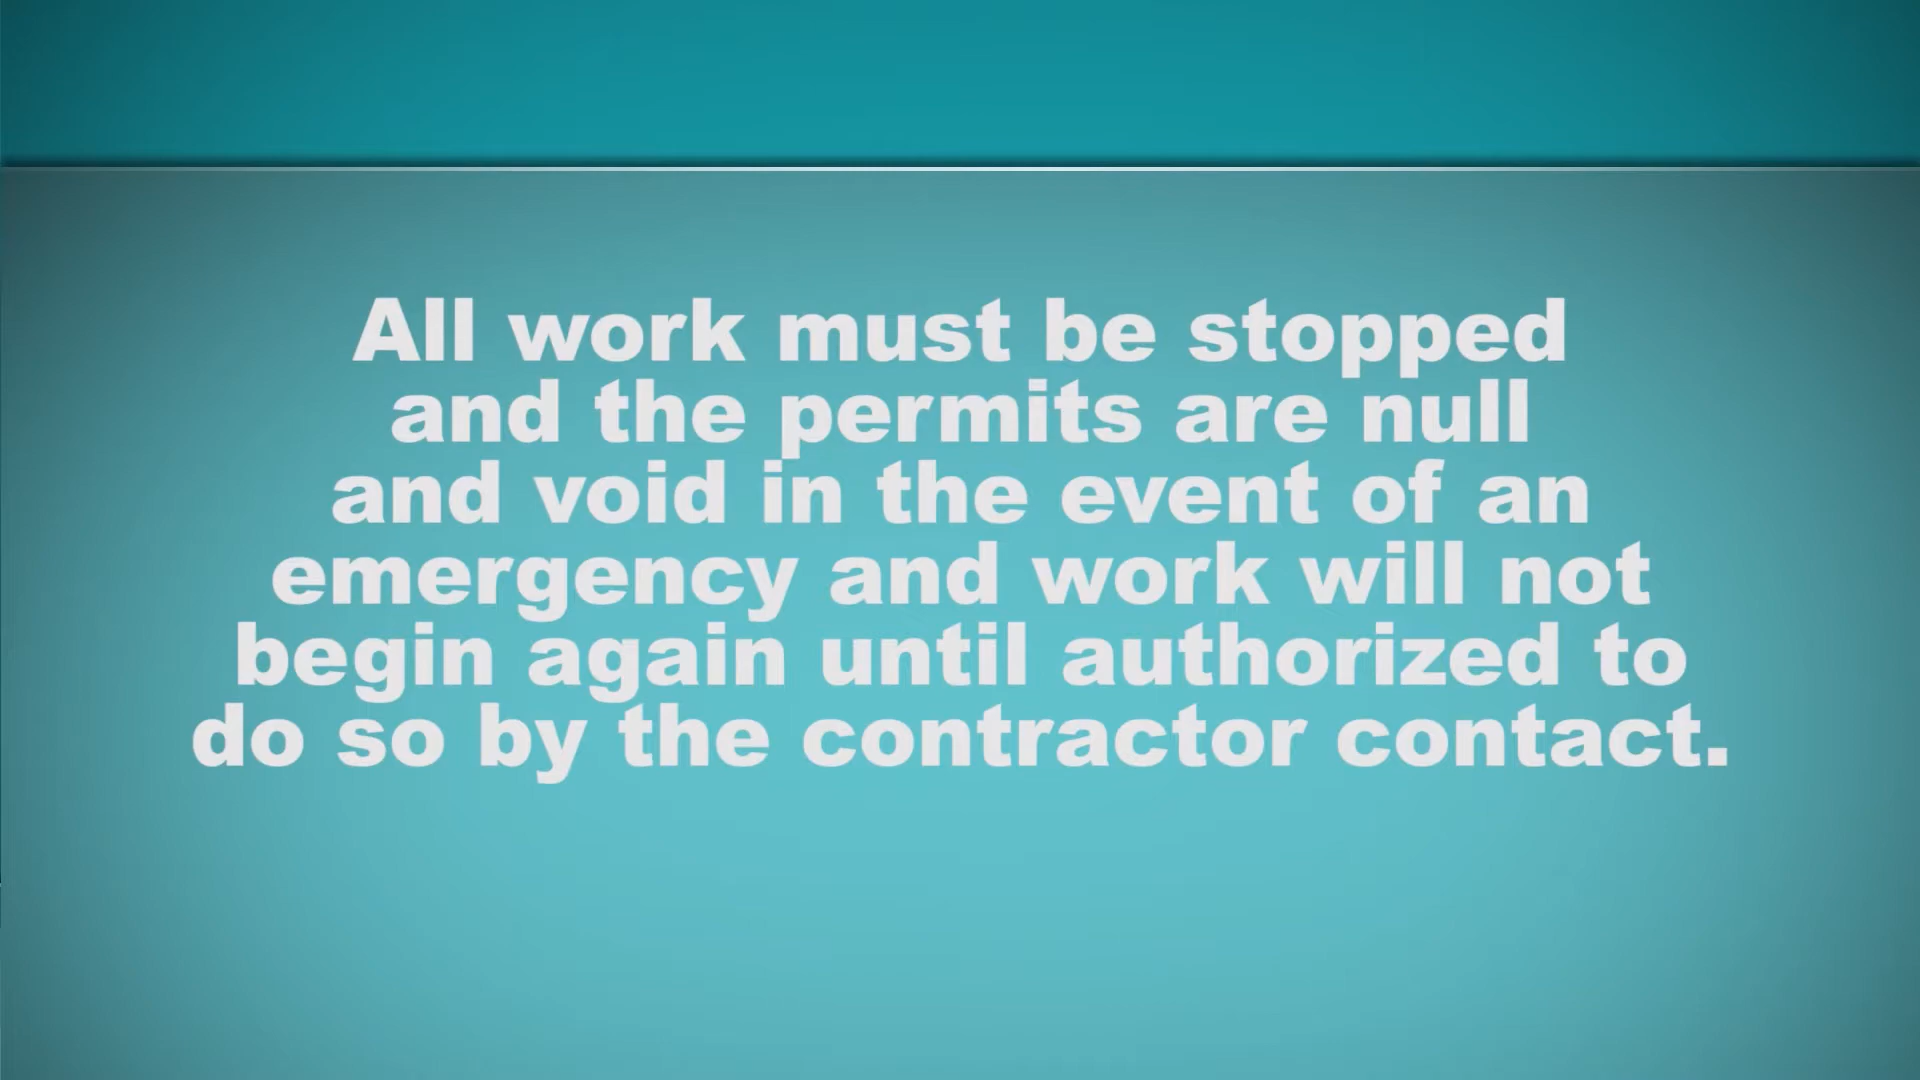 All work must be stopped
and the permits are null
and void in the event of an
emergency and work will not
begin again until authorized to
do so by the contractor contact.